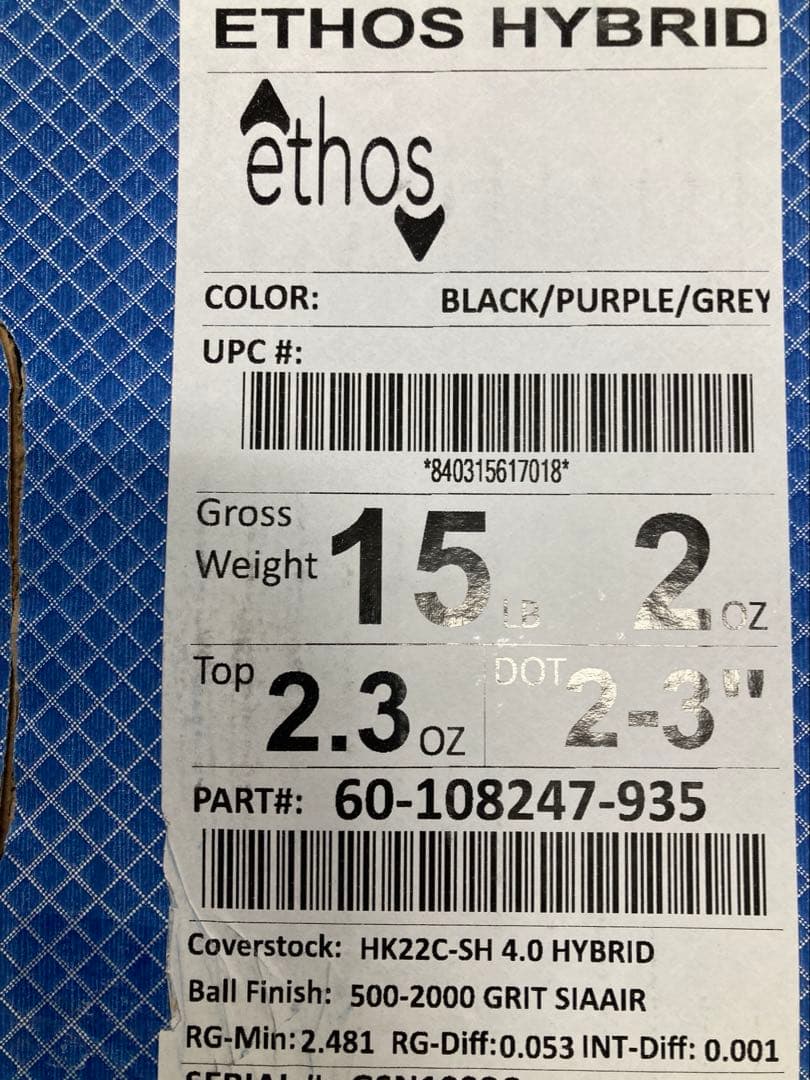 ETHOS HYBRID
ethos
COLOR: BLACK/PURPLE/GREY
UPC #:
*840315617018*
Gross
Weight 15 LB 2 OZ
Top 2.3 OZ DOT 2-3"
PART#: 60-108247-935
Coverstock: HK22C-SH 4.0 HYBRID
Ball Finish: 500-2000 GRIT SIAAIR
RG-Min: 2.481 RG-Diff: 0.053 INT-Diff: 0.001
SERIAL #: